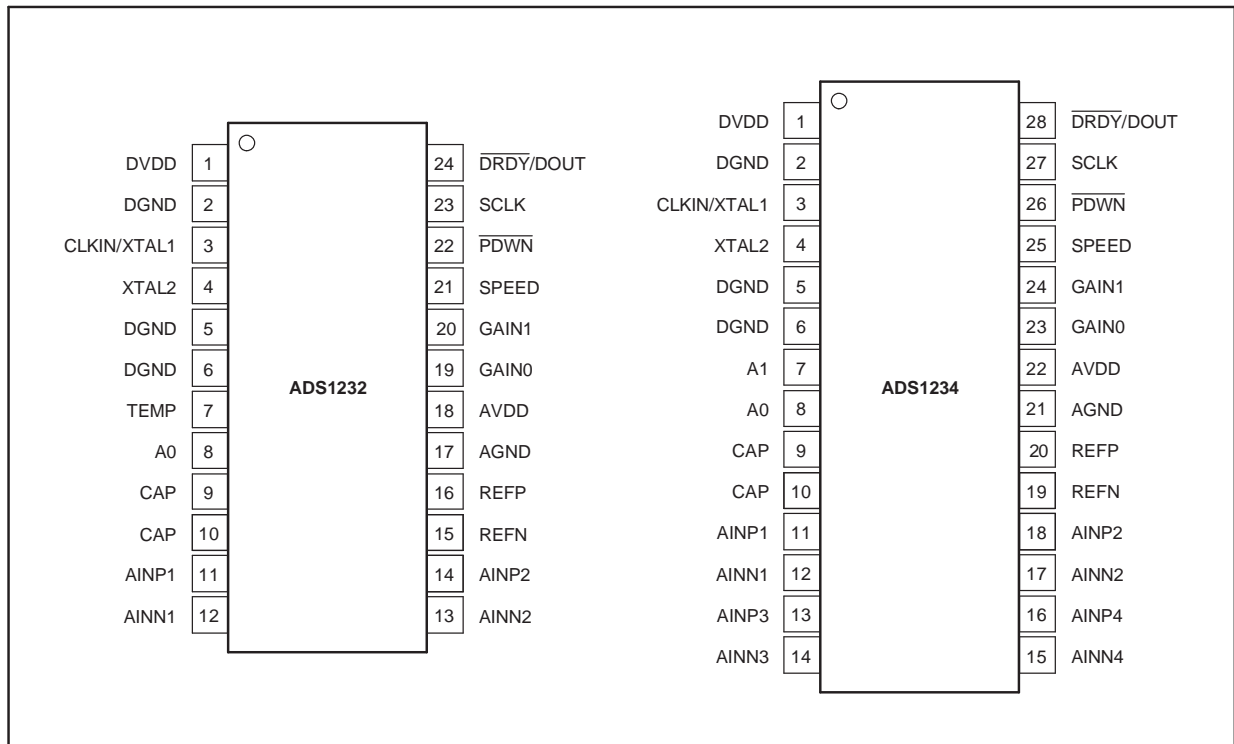 DVDD 1
DGND 2
CLKIN/XTAL1 3
XTAL2 4
DGND 5
DGND 6
TEMP 7
A0 8
CAP 9
CAP 10
AINP1 11
AINN1 12
ADS1232
24 DRDY/DOUT
23 SCLK
22 PDWN
21 SPEED
20 GAIN1
19 GAIN0
18 AVDD
17 AGND
16 REFP
15 REFN
14 AINP2
13 AINN2
DVDD 1
DGND 2
CLKIN/XTAL1 3
XTAL2 4
DGND 5
DGND 6
A1 7
A0 8
CAP 9
CAP 10
AINP1 11
AINN1 12
AINP3 13
AINN3 14
ADS1234
28 DRDY/DOUT
27 SCLK
26 PDWN
25 SPEED
24 GAIN1
23 GAIN0
22 AVDD
21 AGND
20 REFP
19 REFN
18 AINP2
17 AINN2
16 AINP4
15 AINN4